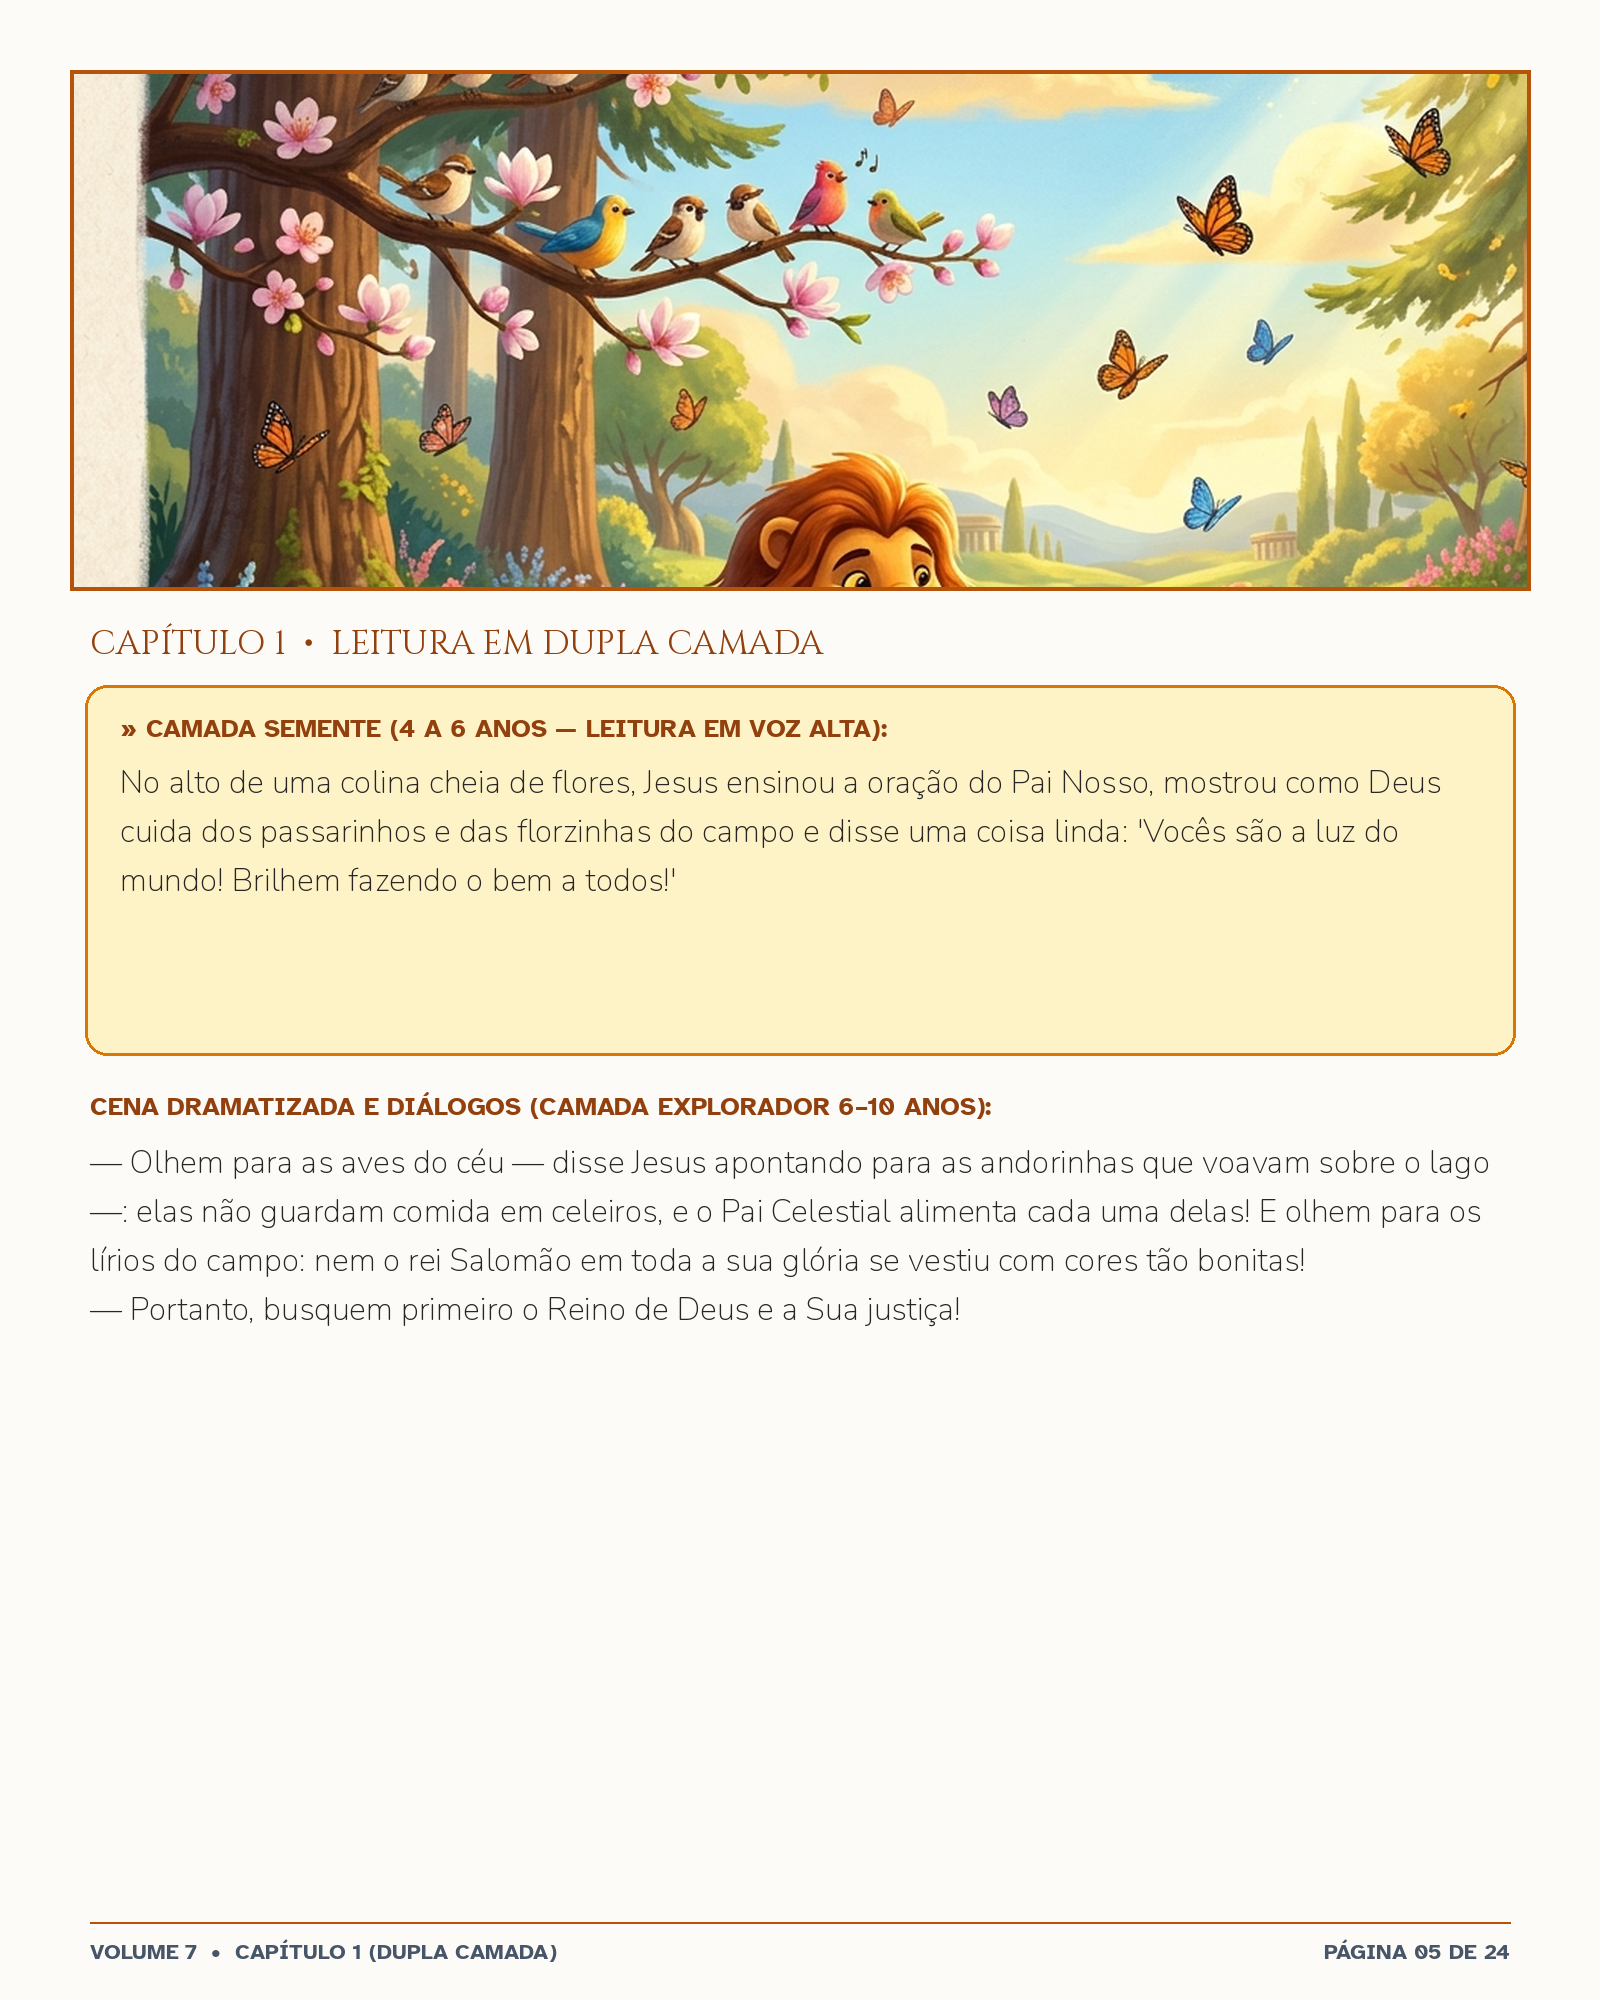 CAPÍTULO 1 • LEITURA EM DUPLA CAMADA
» CAMADA SEMENTE (4 A 6 ANOS — LEITURA EM VOZ ALTA):
No alto de uma colina cheia de flores, Jesus ensinou a oração do Pai Nosso, mostrou como Deus
cuida dos passarinhos e das florzinhas do campo e disse uma coisa linda: 'Vocês são a luz do
mundo! Brilhem fazendo o bem a todos!'
CENA DRAMATIZADA E DIÁLOGOS (CAMADA EXPLORADOR 6–10 ANOS):
— Olhem para as aves do céu — disse Jesus apontando para as andorinhas que voavam sobre o lago
—: elas não guardam comida em celeiros, e o Pai Celestial alimenta cada uma delas! E olhem para os
lírios do campo: nem o rei Salomão em toda a sua glória se vestiu com cores tão bonitas!
— Portanto, busquem primeiro o Reino de Deus e a Sua justiça!
VOLUME 7 • CAPÍTULO 1 (DUPLA CAMADA)
PÁGINA 05 DE 24